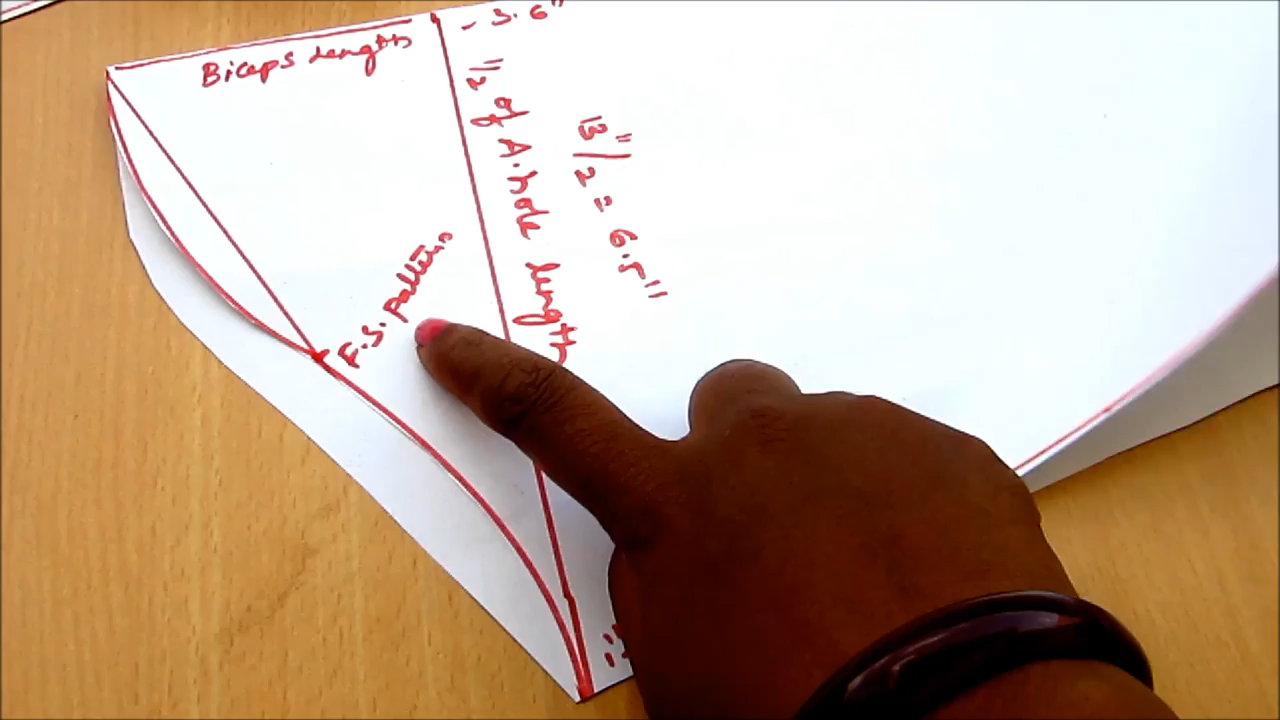 Biceps length
- 3.6"
1/2 of A.hole length
13"/2 = 6.5"
F.S. pattern